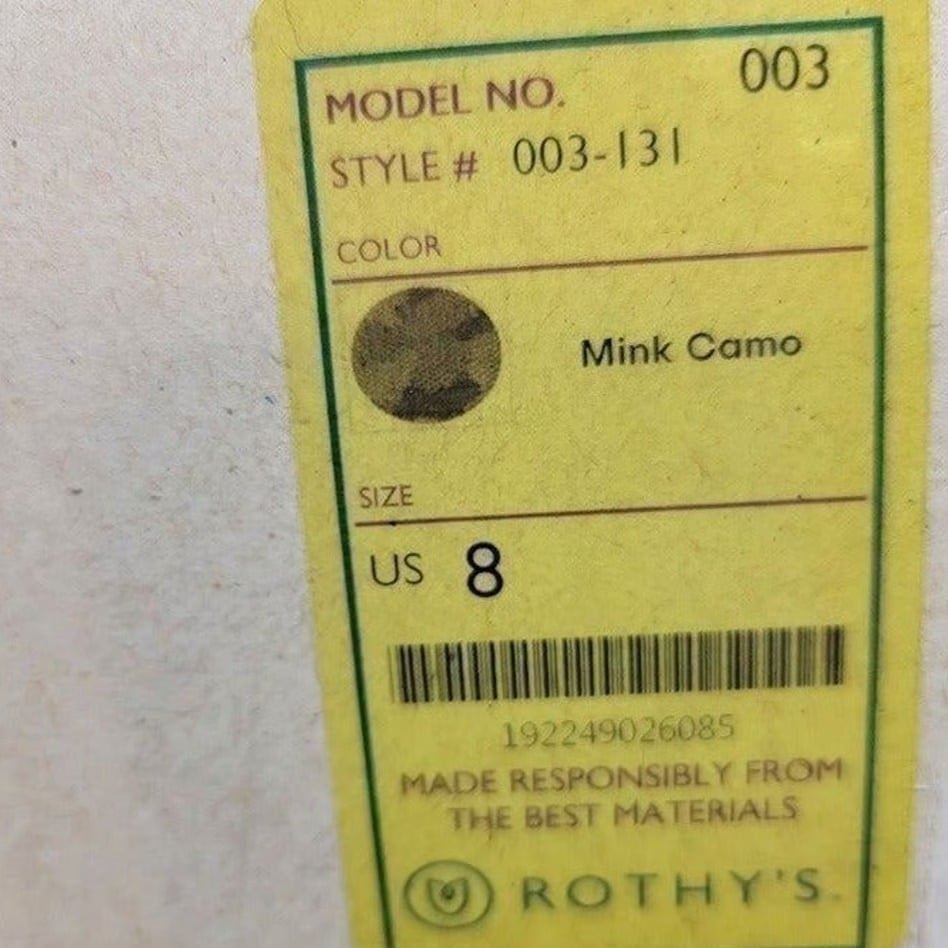 MODEL NO. 003
STYLE # 003-131
COLOR
Mink Camo
SIZE
US 8
192249026085
MADE RESPONSIBLY FROM
THE BEST MATERIALS
ROTHY'S.